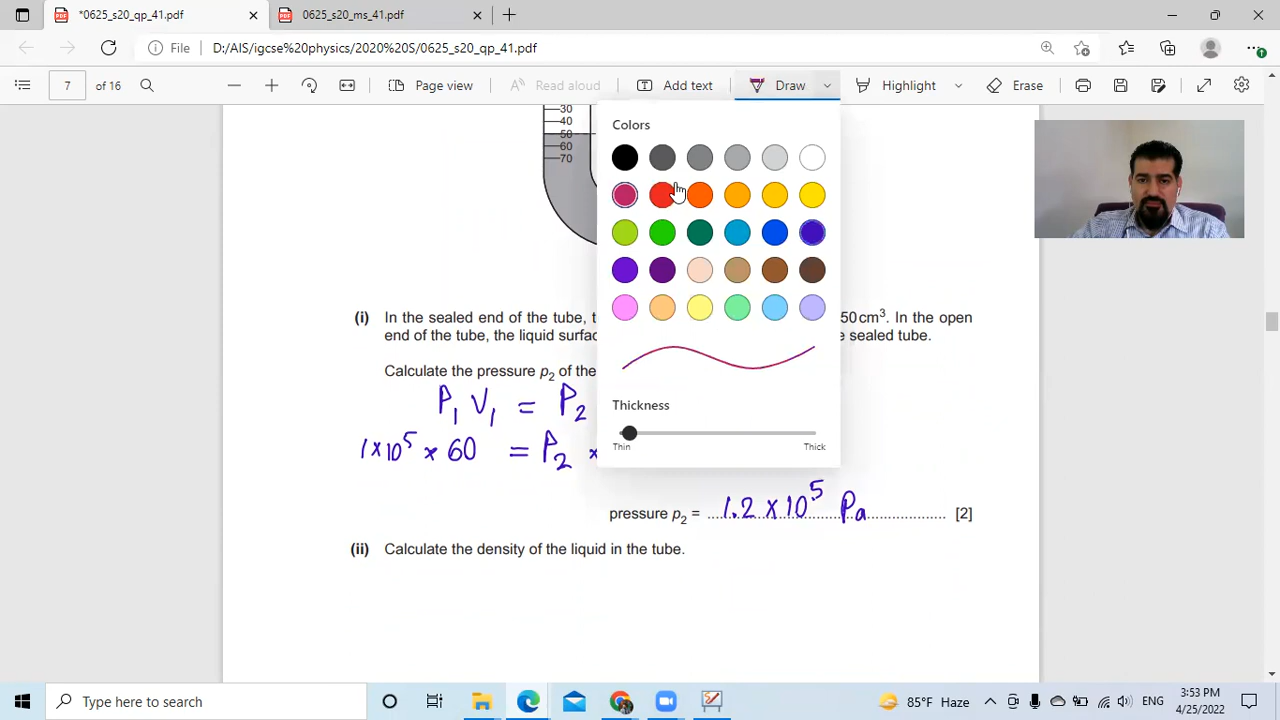 *0625_s20_qp_41.pdf
0625_s20_ms_41.pdf
File D:/AIS/igcse%20physics/2020%20S/0625_s20_qp_41.pdf
7 of 16
Page view
Read aloud
Add text
Draw
Highlight
Erase
30
40
50
60
70
Colors
Thickness
Thin Thick
(i) In the sealed end of the tube, t 50 cm³. In the open
end of the tube, the liquid surfa e sealed tube.
Calculate the pressure p₂ of the
P₁ V₁ = P₂
1×10⁵ × 60 = P₂ ×
pressure p₂ = 1.2 × 10⁵ Pa [2]
(ii) Calculate the density of the liquid in the tube.
Type here to search
85°F Haze
ENG
3:53 PM
4/25/2022